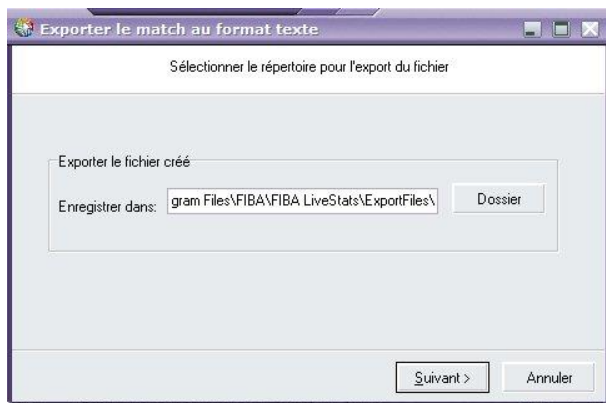 Exporter le match au format texte
Sélectionner le répertoire pour l'export du fichier
Exporter le fichier créé
Enregistrer dans: gram Files\FIBA\FIBA LiveStats\ExportFiles\ Dossier
Suivant > Annuler